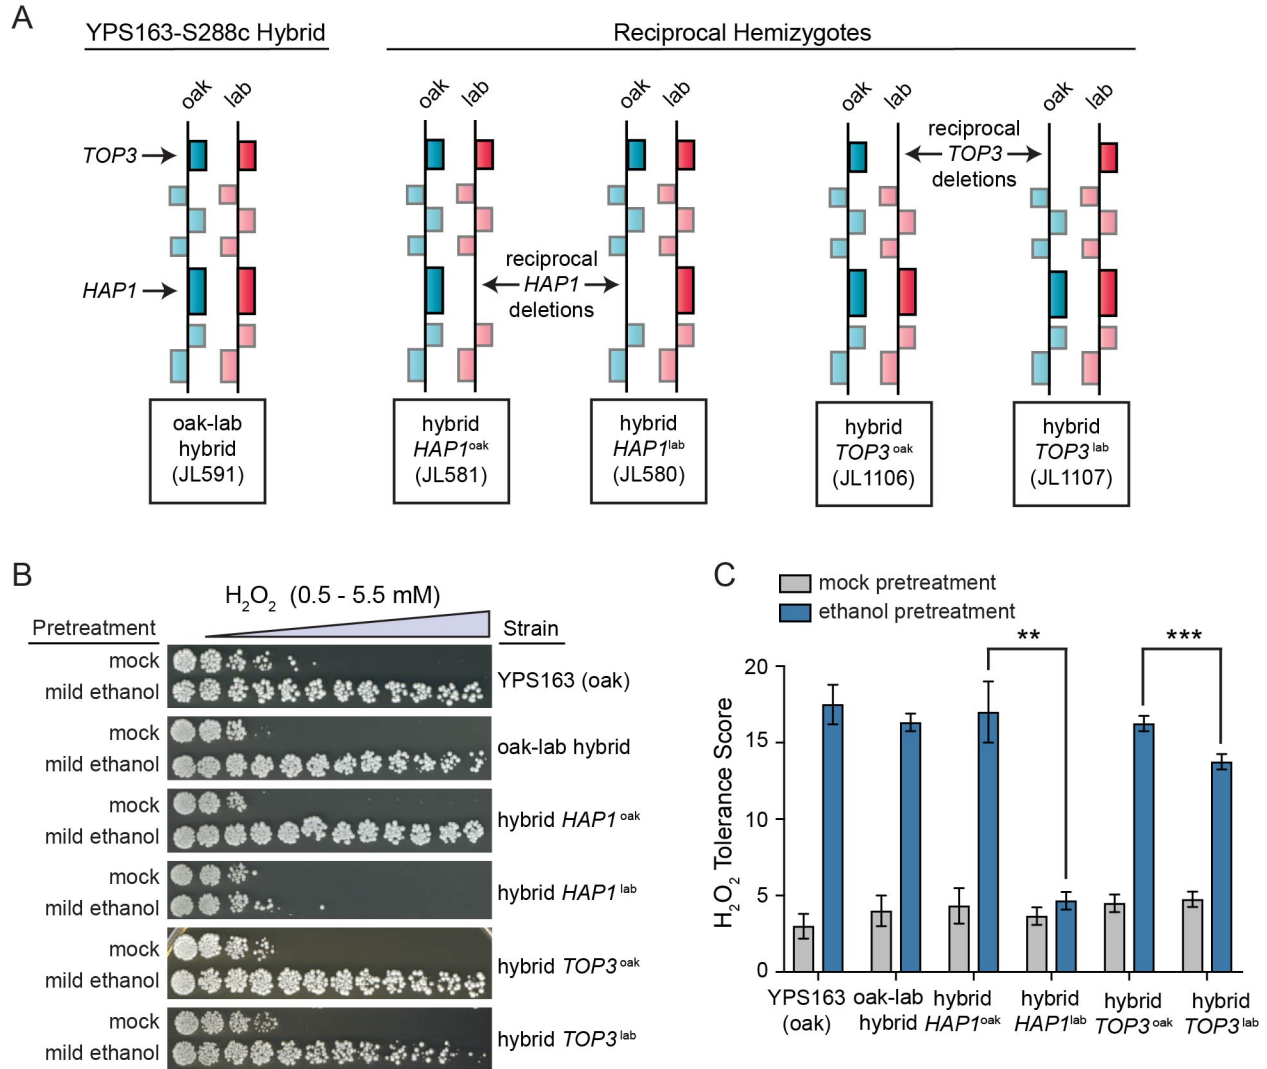 A
YPS163-S288c Hybrid
Reciprocal Hemizygotes
oak lab
oak lab
oak lab
oak lab
oak lab
TOP3
HAP1
reciprocal
HAP1
deletions
reciprocal
TOP3
deletions
oak-lab
hybrid
(JL591)
hybrid
HAP1oak
(JL581)
hybrid
HAP1lab
(JL580)
hybrid
TOP3 oak
(JL1106)
hybrid
TOP3 lab
(JL1107)
B
H2O2 (0.5 - 5.5 mM)
Pretreatment
Strain
mock
mild ethanol
YPS163 (oak)
mock
mild ethanol
oak-lab hybrid
mock
mild ethanol
hybrid HAP1oak
mock
mild ethanol
hybrid HAP1lab
mock
mild ethanol
hybrid TOP3oak
mock
mild ethanol
hybrid TOP3lab
C
mock pretreatment
ethanol pretreatment
**
***
H2O2 Tolerance Score
20
15
10
5
0
YPS163
(oak)
oak-lab
hybrid
hybrid
HAP1oak
hybrid
HAP1lab
hybrid
TOP3oak
hybrid
TOP3lab